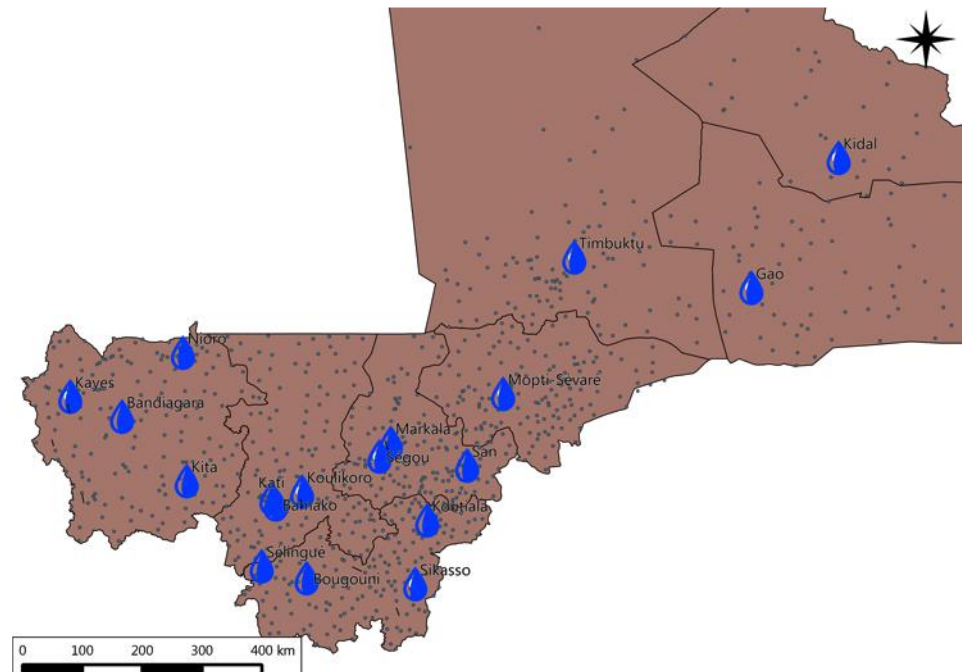 Kidal
Timbuktu
Gao
Nioro
Kayes
Bandiagara
Mopti-Sevare
Markala
Segou
San
Kita
Koulikoro
Kati
Bamako
Koutiala
Sélingué
Bougouni
Sikasso
0 100 200 300 400 km